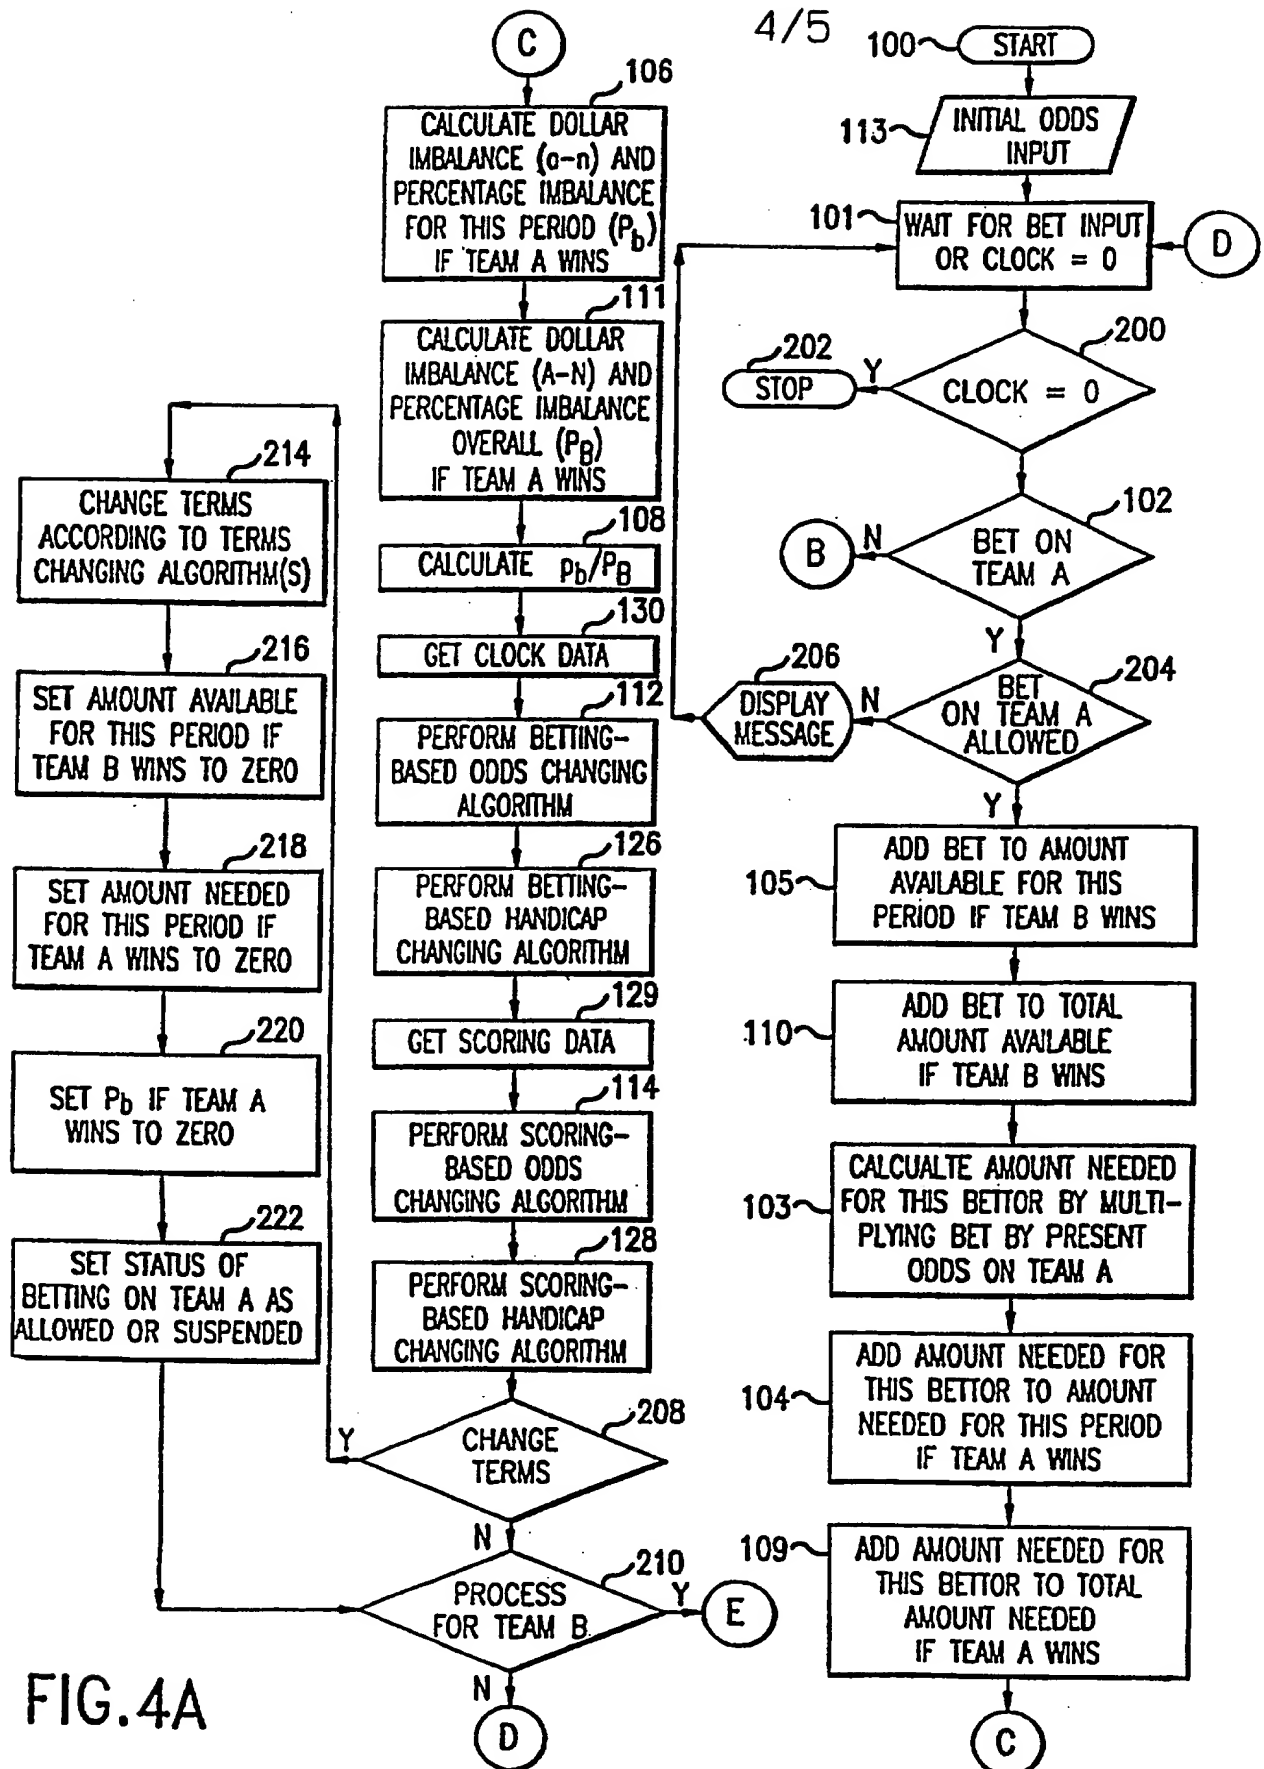 4/5
100
START
113
INITIAL ODDS
INPUT
101
WAIT FOR BET INPUT
OR CLOCK = 0
D
200
CLOCK = 0
Y
202
STOP
102
BET ON
TEAM A
N
B
Y
204
BET
ON TEAM A
ALLOWED
N
206
DISPLAY
MESSAGE
Y
105
ADD BET TO AMOUNT
AVAILABLE FOR THIS
PERIOD IF TEAM B WINS
110
ADD BET TO TOTAL
AMOUNT AVAILABLE
IF TEAM B WINS
103
CALCUALTE AMOUNT NEEDED
FOR THIS BETTOR BY MULTI-
PLYING BET BY PRESENT
ODDS ON TEAM A
104
ADD AMOUNT NEEDED FOR
THIS BETTOR TO AMOUNT
NEEDED FOR THIS PERIOD
IF TEAM A WINS
109
ADD AMOUNT NEEDED FOR
THIS BETTOR TO TOTAL
AMOUNT NEEDED
IF TEAM A WINS
C
C
106
CALCULATE DOLLAR
IMBALANCE (a-n) AND
PERCENTAGE IMBALANCE
FOR THIS PERIOD (Pb)
IF TEAM A WINS
111
CALCULATE DOLLAR
IMBALANCE (A-N) AND
PERCENTAGE IMBALANCE
OVERALL (PB)
IF TEAM A WINS
108
CALCULATE Pb/PB
130
GET CLOCK DATA
112
PERFORM BETTING-
BASED ODDS CHANGING
ALGORITHM
126
PERFORM BETTING-
BASED HANDICAP
CHANGING ALGORITHM
129
GET SCORING DATA
114
PERFORM SCORING-
BASED ODDS
CHANGING ALGORITHM
128
PERFORM SCORING-
BASED HANDICAP
CHANGING ALGORITHM
208
CHANGE
TERMS
Y
N
210
PROCESS
FOR TEAM B
Y
E
N
D
214
CHANGE TERMS
ACCORDING TO TERMS
CHANGING ALGORITHM(S)
216
SET AMOUNT AVAILABLE
FOR THIS PERIOD IF
TEAM B WINS TO ZERO
218
SET AMOUNT NEEDED
FOR THIS PERIOD IF
TEAM A WINS TO ZERO
220
SET Pb IF TEAM A
WINS TO ZERO
222
SET STATUS OF
BETTING ON TEAM A AS
ALLOWED OR SUSPENDED
FIG.4A